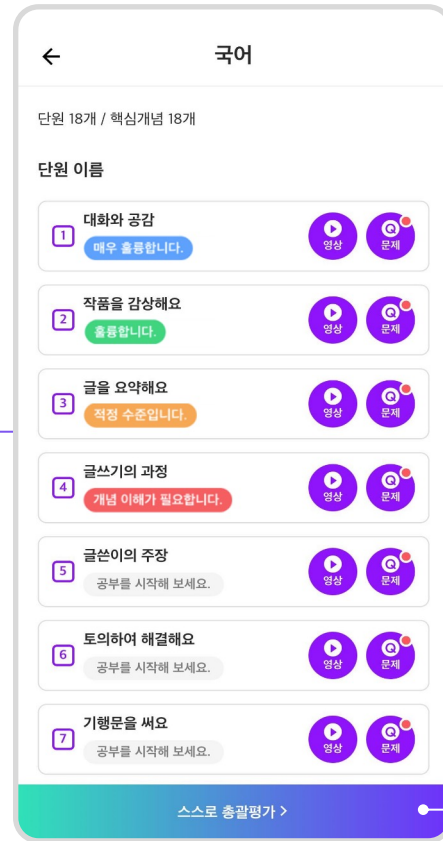 국어
단원 18개 / 핵심개념 18개
단원 이름
1
대화와 공감
매우 훌륭합니다.
영상
Q
문제
2
작품을 감상해요
훌륭합니다.
영상
Q
문제
3
글을 요약해요
적정 수준입니다.
영상
Q
문제
4
글쓰기의 과정
개념 이해가 필요합니다.
영상
Q
문제
5
글쓴이의 주장
공부를 시작해 보세요.
영상
Q
문제
6
토의하여 해결해요
공부를 시작해 보세요.
영상
Q
문제
7
기행문을 써요
공부를 시작해 보세요.
영상
Q
문제
스스로 총괄평가 >